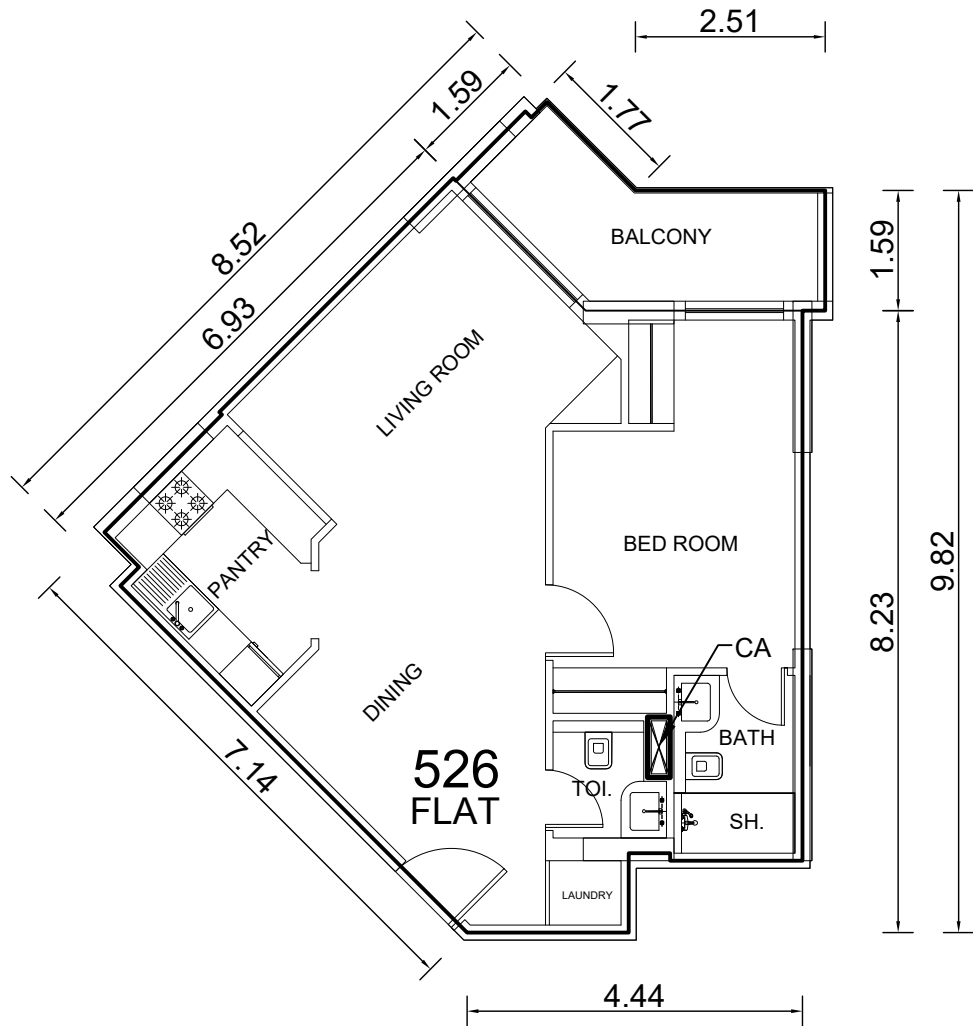 2.51
1.59
1.77
8.52
6.93
BALCONY
1.59
LIVING ROOM
9.82
8.23
BED ROOM
PANTRY
CA
DINING
BATH
7.14
526
FLAT
TOI.
SH.
LAUNDRY
4.44